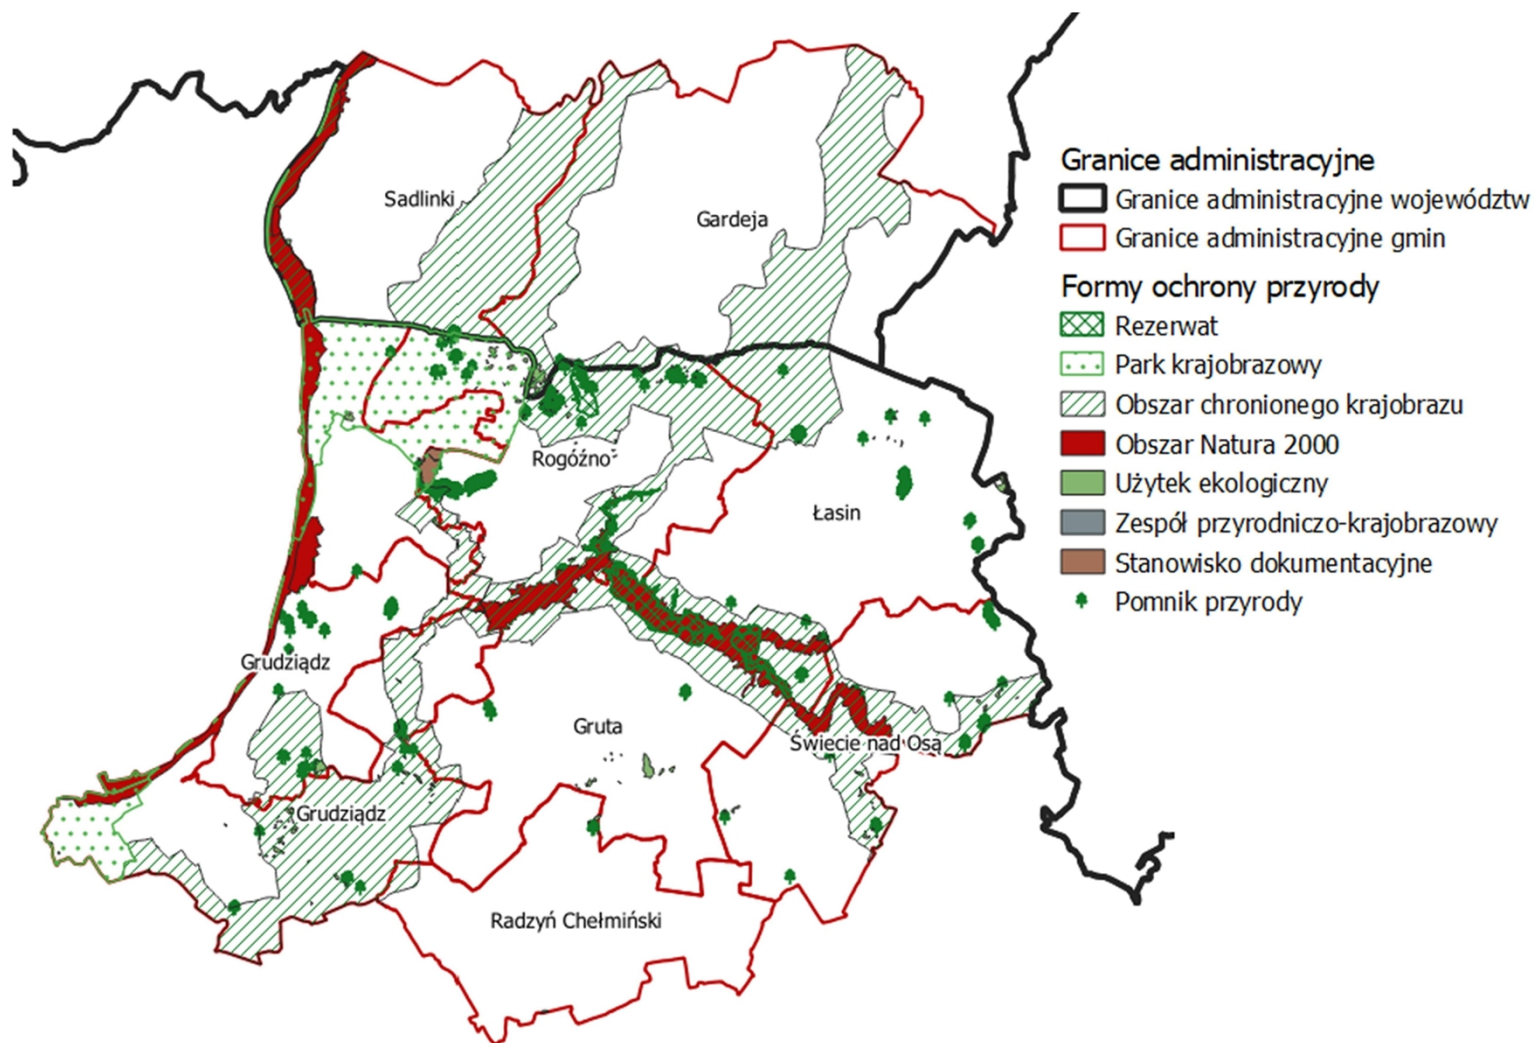 Granice administracyjne
Granice administracyjne województw
Granice administracyjne gmin
Formy ochrony przyrody
Rezerwat
Park krajobrazowy
Obszar chronionego krajobrazu
Obszar Natura 2000
Użytek ekologiczny
Zespół przyrodniczo-krajobrazowy
Stanowisko dokumentacyjne
Pomnik przyrody
Sadlinki
Gardeja
Rogóźno
Łasin
Grudziądz
Gruta
Świecie nad Osą
Grudziądz
Radzyń Chełmiński